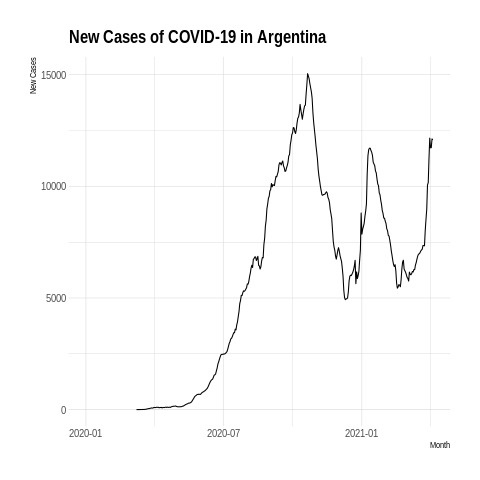 New Cases of COVID-19 in Argentina
New Cases
15000
10000
5000
0
2020-01
2020-07
2021-01
Month